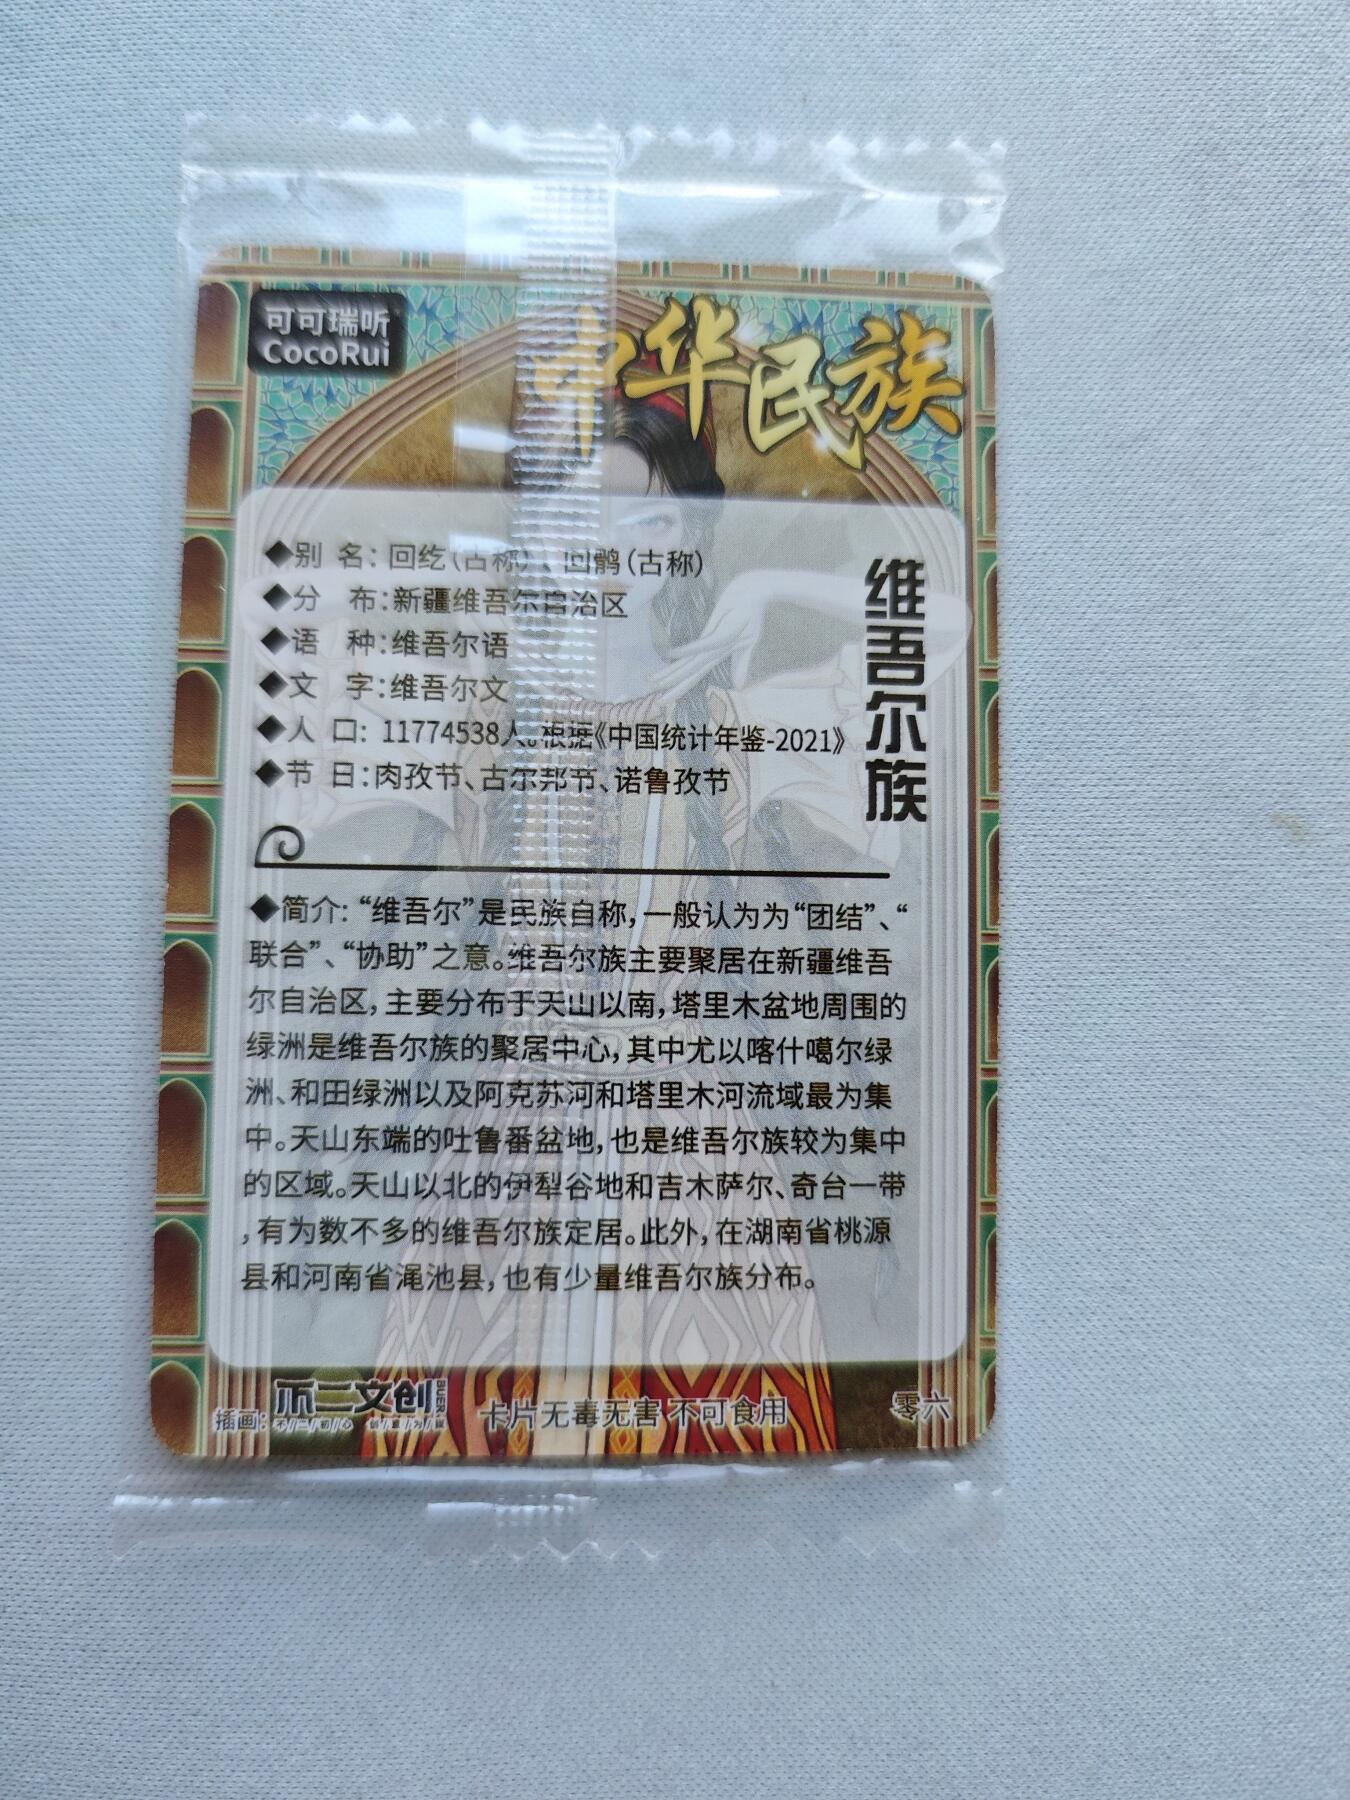 可可瑞听
CocoRui
中华民族
维吾尔族
◆别 名：回纥（古称）、回鹘（古称）
◆分 布：新疆维吾尔自治区
◆语 种：维吾尔语
◆文 字：维吾尔文
◆人 口： 11774538人。根据《中国统计年鉴-2021》
◆节 日：肉孜节、古尔邦节、诺鲁孜节
◆简介：“维吾尔”是民族自称，一般认为为“团结”、“
联合”、“协助”之意。维吾尔族主要聚居在新疆维吾
尔自治区，主要分布于天山以南，塔里木盆地周围的
绿洲是维吾尔族的聚居中心，其中尤以喀什噶尔绿
洲、和田绿洲以及阿克苏河和塔里木河流域最为集
中。天山东端的吐鲁番盆地，也是维吾尔族较为集中
的区域。天山以北的伊犁谷地和吉木萨尔、奇台一带
，有为数不多的维吾尔族定居。此外，在湖南省桃源
县和河南省渑池县，也有少量维吾尔族分布。
插画：不二文创 BUER
不/二/初/心 创/意/为/
卡片无毒无害 不可食用
零六